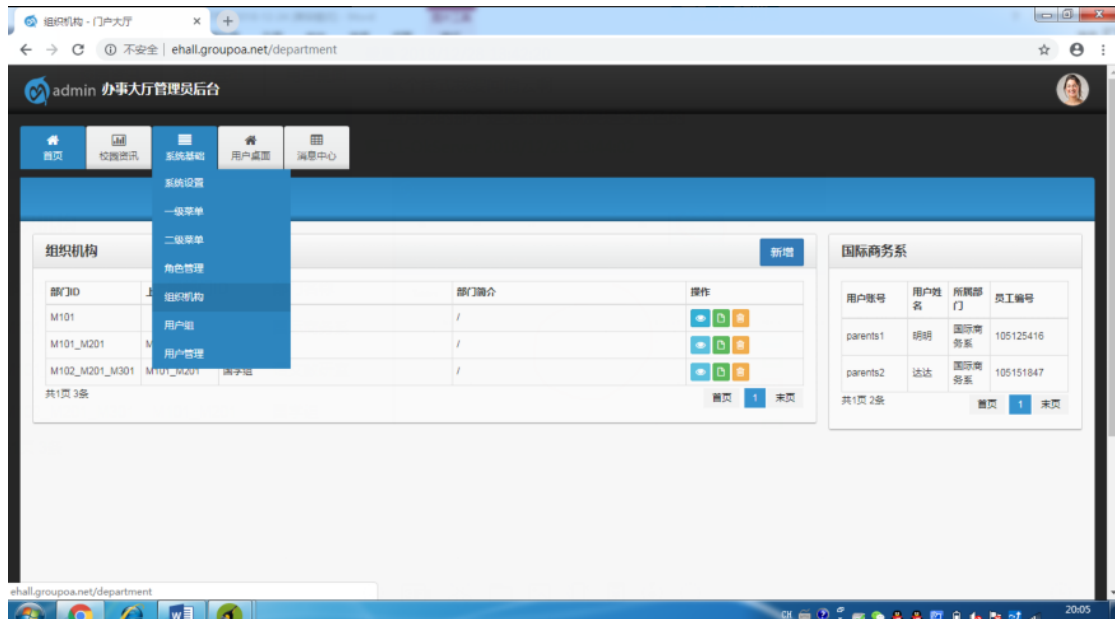 组织机构 - 门户大厅
不安全 | ehall.groupoa.net/department
admin 办事大厅管理员后台
首页 校园资讯 系统基础 用户桌面 消息中心
系统设置
一级菜单
二级菜单
角色管理
组织机构
用户组
用户管理
组织机构 新增
部门ID 上 部门简介 操作
M101 /
M101_M201 M /
M102_M201_M301 M101_M201 国学组 /
共1页 3条 首页 1 末页
国际商务系
用户账号 用户姓名 所属部门 员工编号
parents1 明明 国际商务系 105125416
parents2 达达 国际商务系 105151847
共1页 2条 首页 1 末页
ehall.groupoa.net/department
CH 20:05